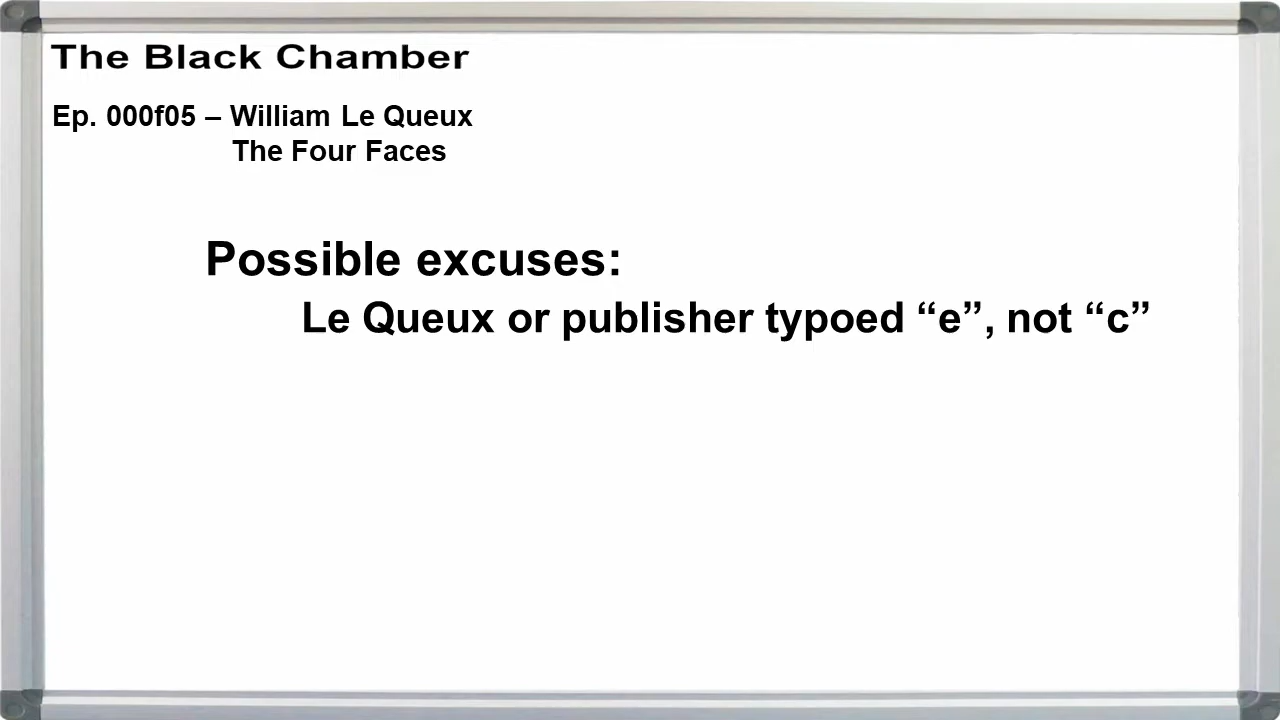 The Black Chamber
Ep. 000f05 – William Le Queux
The Four Faces
Possible excuses:
Le Queux or publisher typoed “e”, not “c”